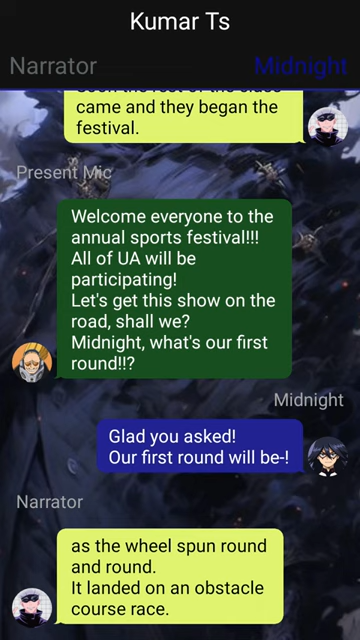 Kumar Ts
Narrator
Midnight
came and they began the
festival.
Present Mic
Welcome everyone to the
annual sports festival!!!
All of UA will be
participating!
Let's get this show on the
road, shall we?
Midnight, what's our first
round!!?
Midnight
Glad you asked!
Our first round will be-!
Narrator
as the wheel spun round
and round.
It landed on an obstacle
course race.